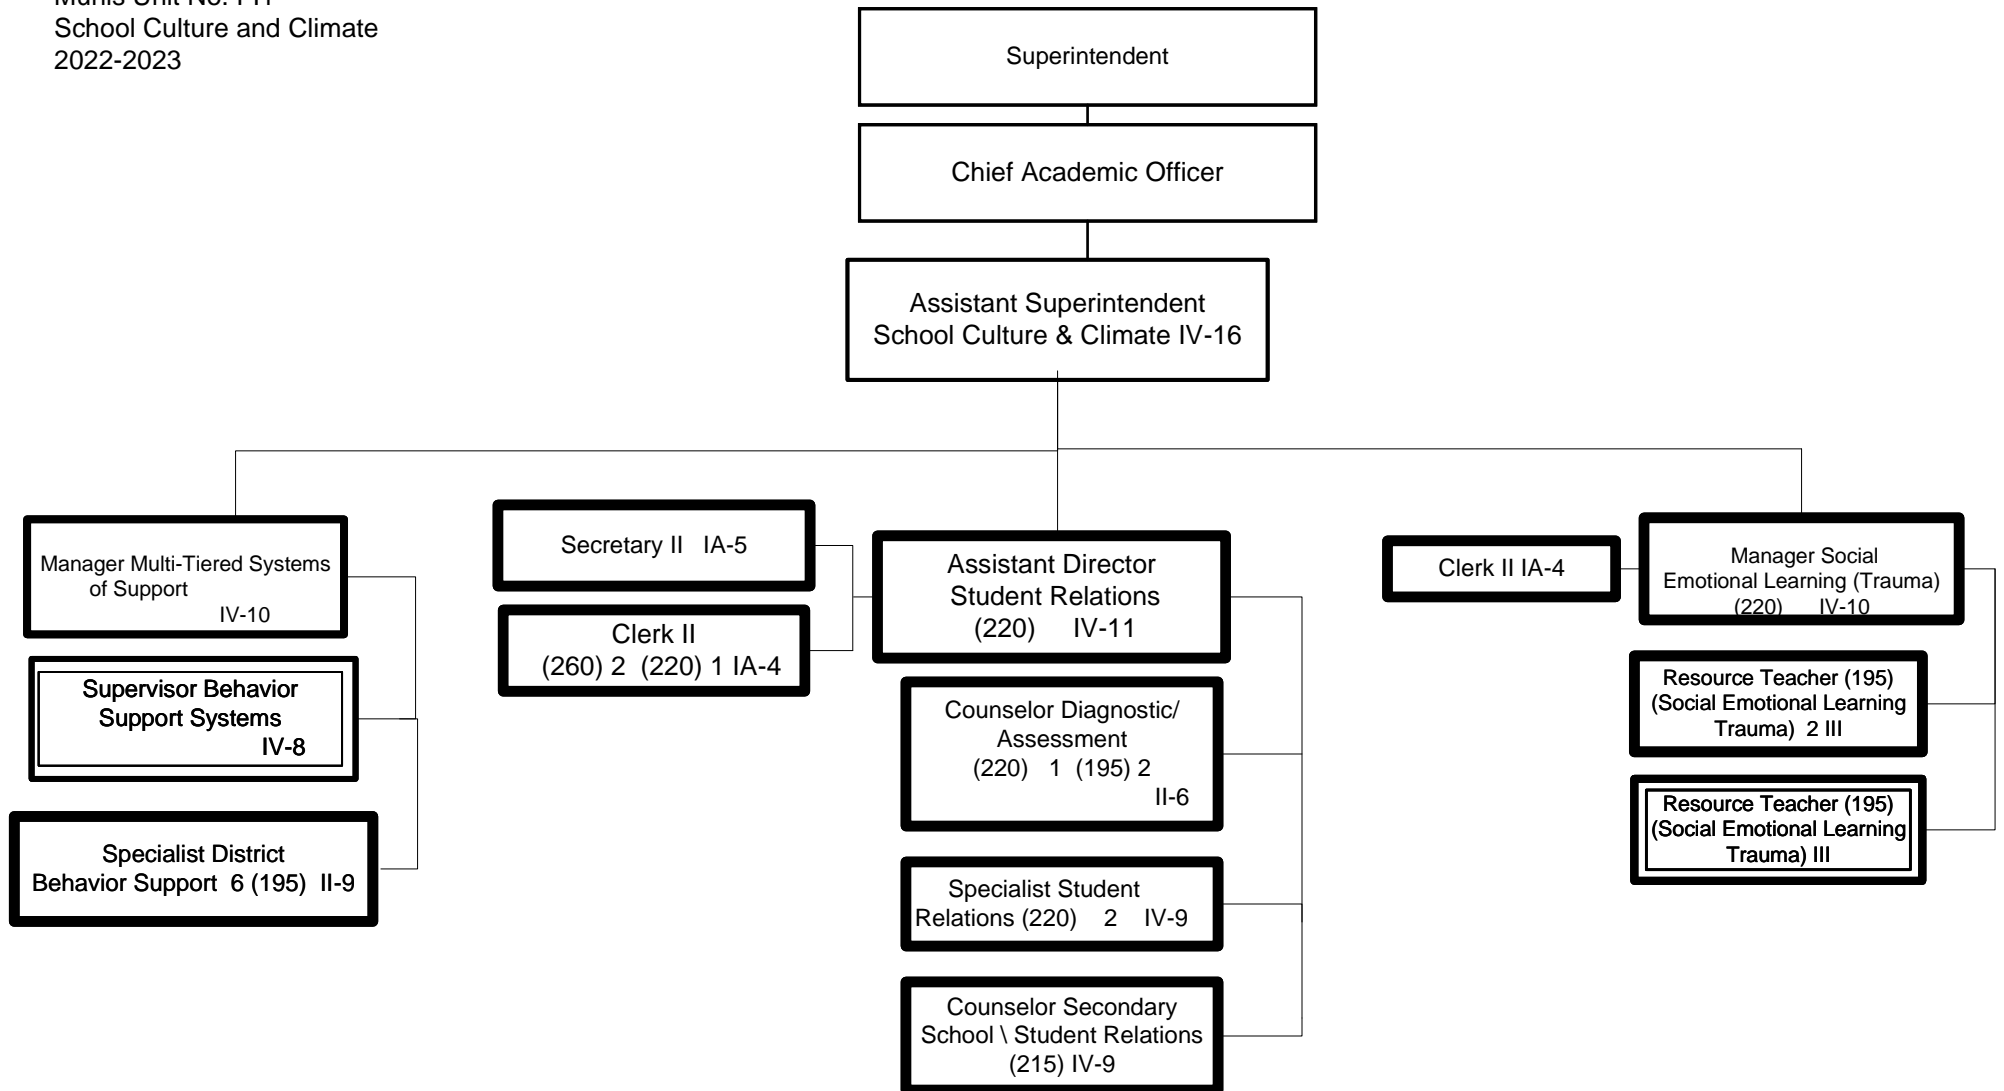 School Culture and Climate
2022-2023
Superintendent
Chief Academic Officer
Assistant Superintendent
School Culture & Climate IV-16
Manager Multi-Tiered Systems
of Support
IV-10
Supervisor Behavior
Support Systems
IV-8
Specialist District
Behavior Support 6 (195) II-9
Secretary II IA-5
Clerk II
(260) 2 (220) 1 IA-4
Assistant Director
Student Relations
(220) IV-11
Counselor Diagnostic/
Assessment
(220) 1 (195) 2
II-6
Specialist Student
Relations (220) 2 IV-9
Counselor Secondary
School \ Student Relations
(215) IV-9
Clerk II IA-4
Manager Social
Emotional Learning (Trauma)
(220) IV-10
Resource Teacher (195)
(Social Emotional Learning
Trauma) 2 III
Resource Teacher (195)
(Social Emotional Learning
Trauma) III